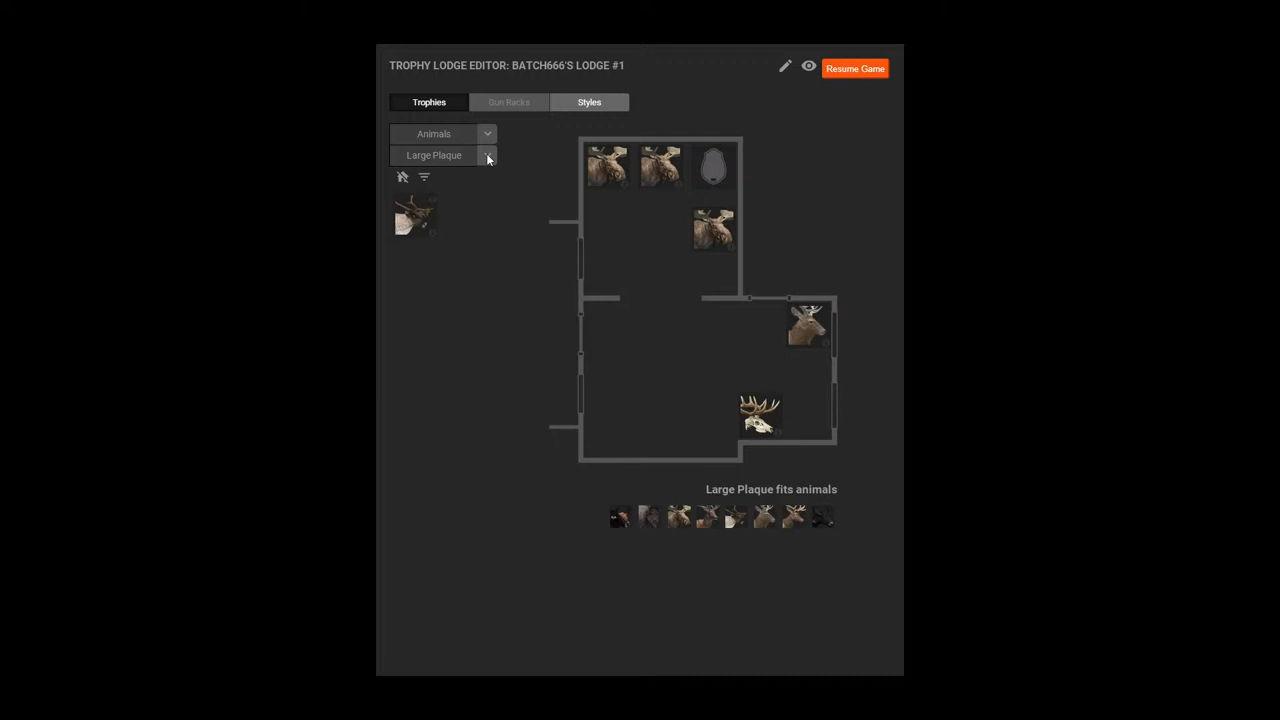 TROPHY LODGE EDITOR: BATCH666'S LODGE #1
Resume Game
Trophies
Gun Racks
Styles
Animals
Large Plaque
Large Plaque fits animals